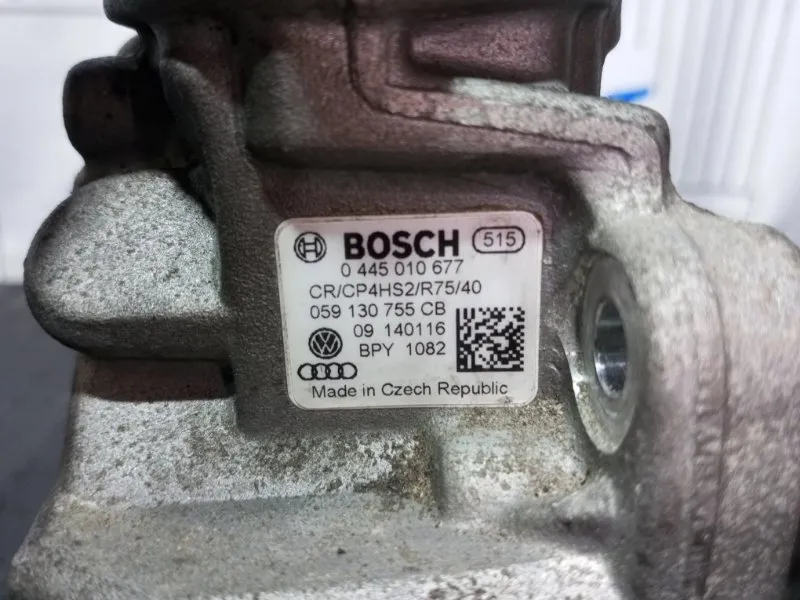 BOSCH 515
0 445 010 677
CR/CP4HS2/R75/40
059 130 755 CB
09 140116
BPY 1082
Made in Czech Republic